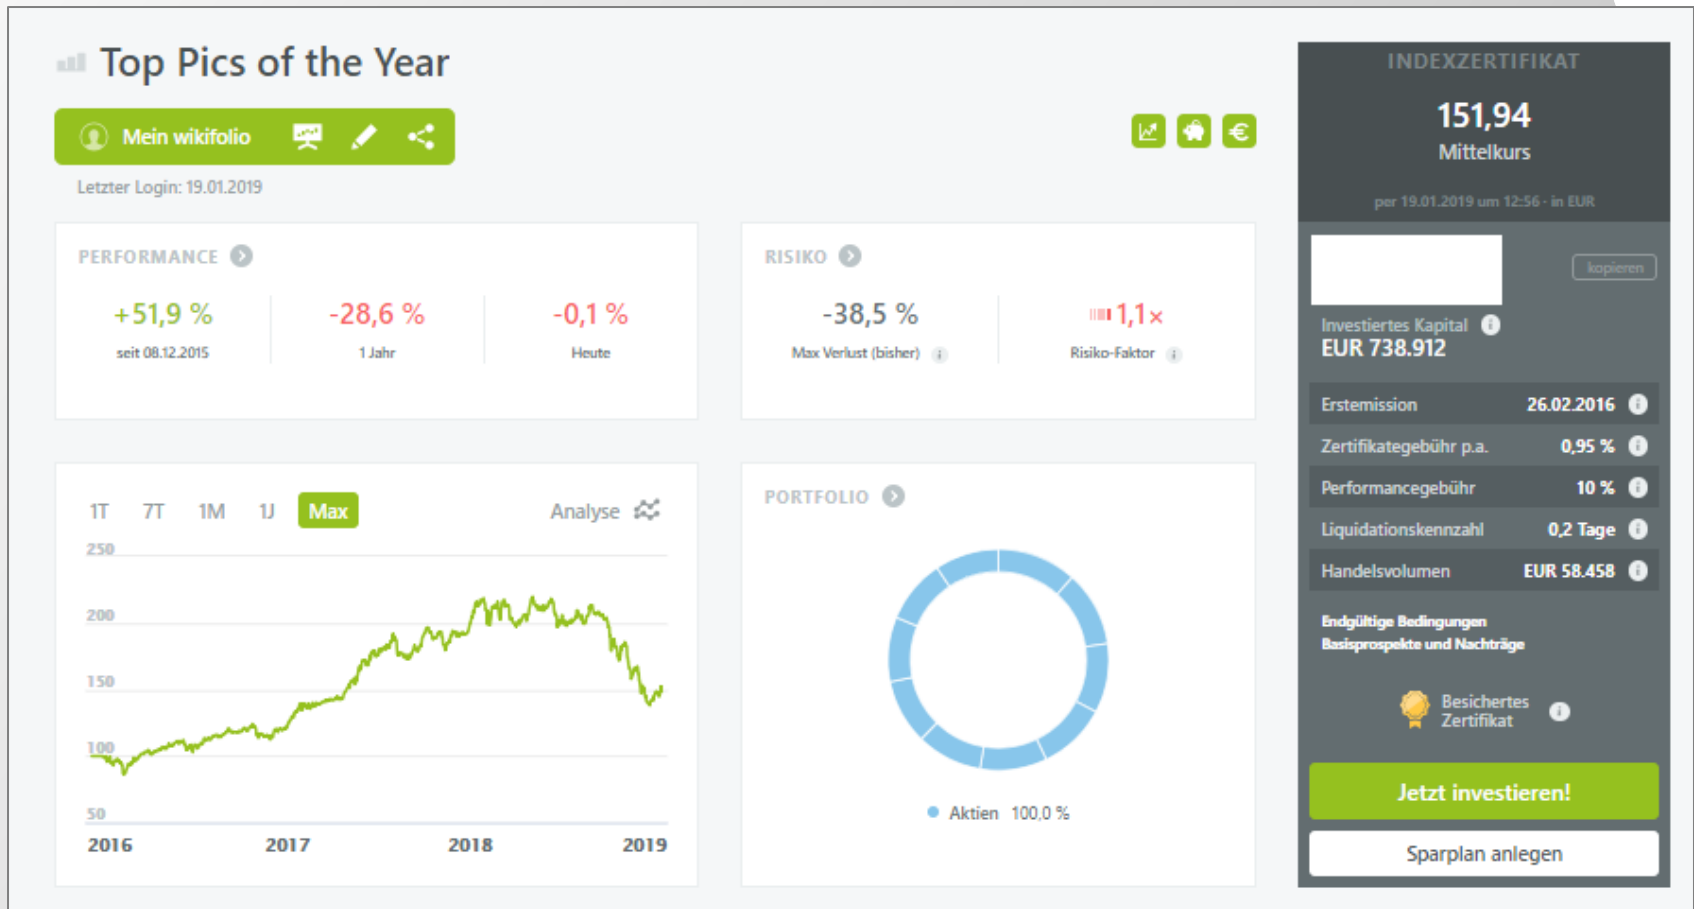 Top Pics of the Year
Mein wikifolio
Letzter Login: 19.01.2019
PERFORMANCE
+51,9 %
seit 08.12.2015
-28,6 %
1 Jahr
-0,1 %
Heute
RISIKO
-38,5 %
Max Verlust (bisher) i
1,1×
Risiko-Faktor i
1T 7T 1M 1J Max Analyse
250
200
150
100
50
2016 2017 2018 2019
PORTFOLIO
Aktien 100,0 %
INDEXZERTIFIKAT
151,94
Mittelkurs
per 19.01.2019 um 12:56 - in EUR
kopieren
Investiertes Kapital i
EUR 738.912
Erstemission 26.02.2016 i
Zertifikategebühr p.a. 0,95 % i
Performancegebühr 10 % i
Liquidationskennzahl 0,2 Tage i
Handelsvolumen EUR 58.458 i
Endgültige Bedingungen
Basisprospekte und Nachträge
Besichertes
Zertifikat i
Jetzt investieren!
Sparplan anlegen